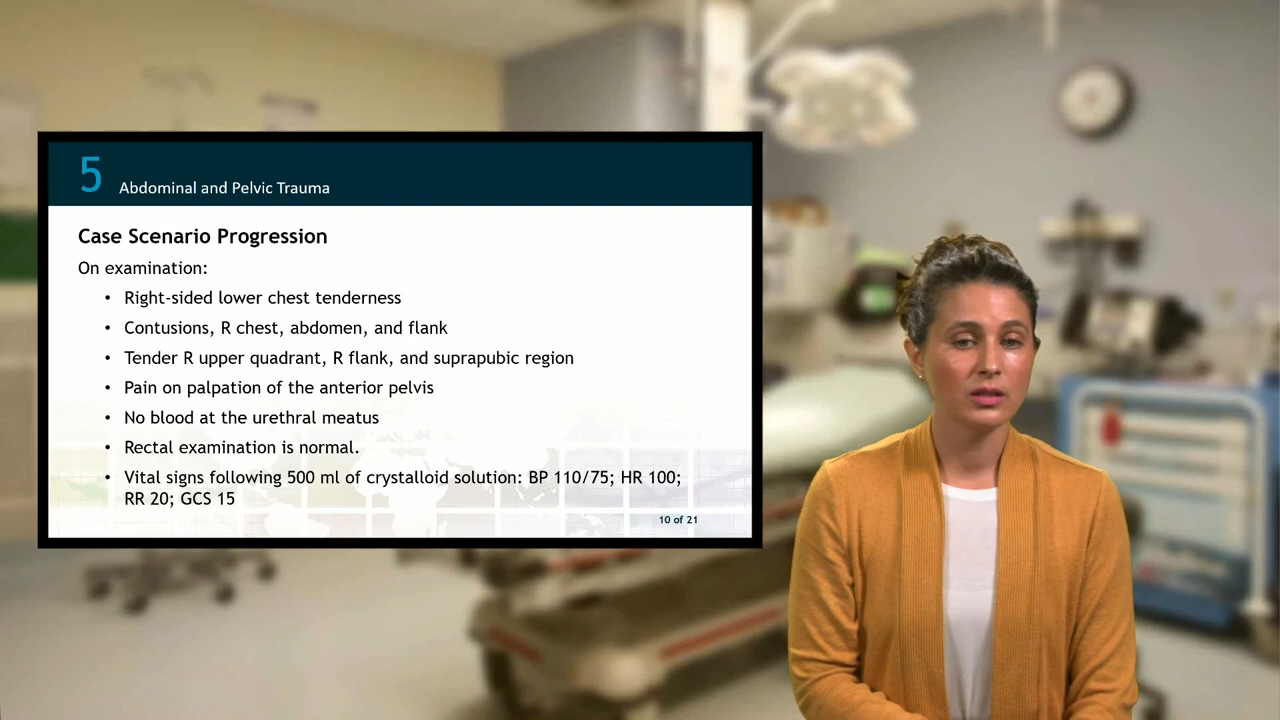 5 Abdominal and Pelvic Trauma
Case Scenario Progression
On examination:
• Right-sided lower chest tenderness
• Contusions, R chest, abdomen, and flank
• Tender R upper quadrant, R flank, and suprapubic region
• Pain on palpation of the anterior pelvis
• No blood at the urethral meatus
• Rectal examination is normal.
• Vital signs following 500 ml of crystalloid solution: BP 110/75; HR 100;
RR 20; GCS 15
10 of 21